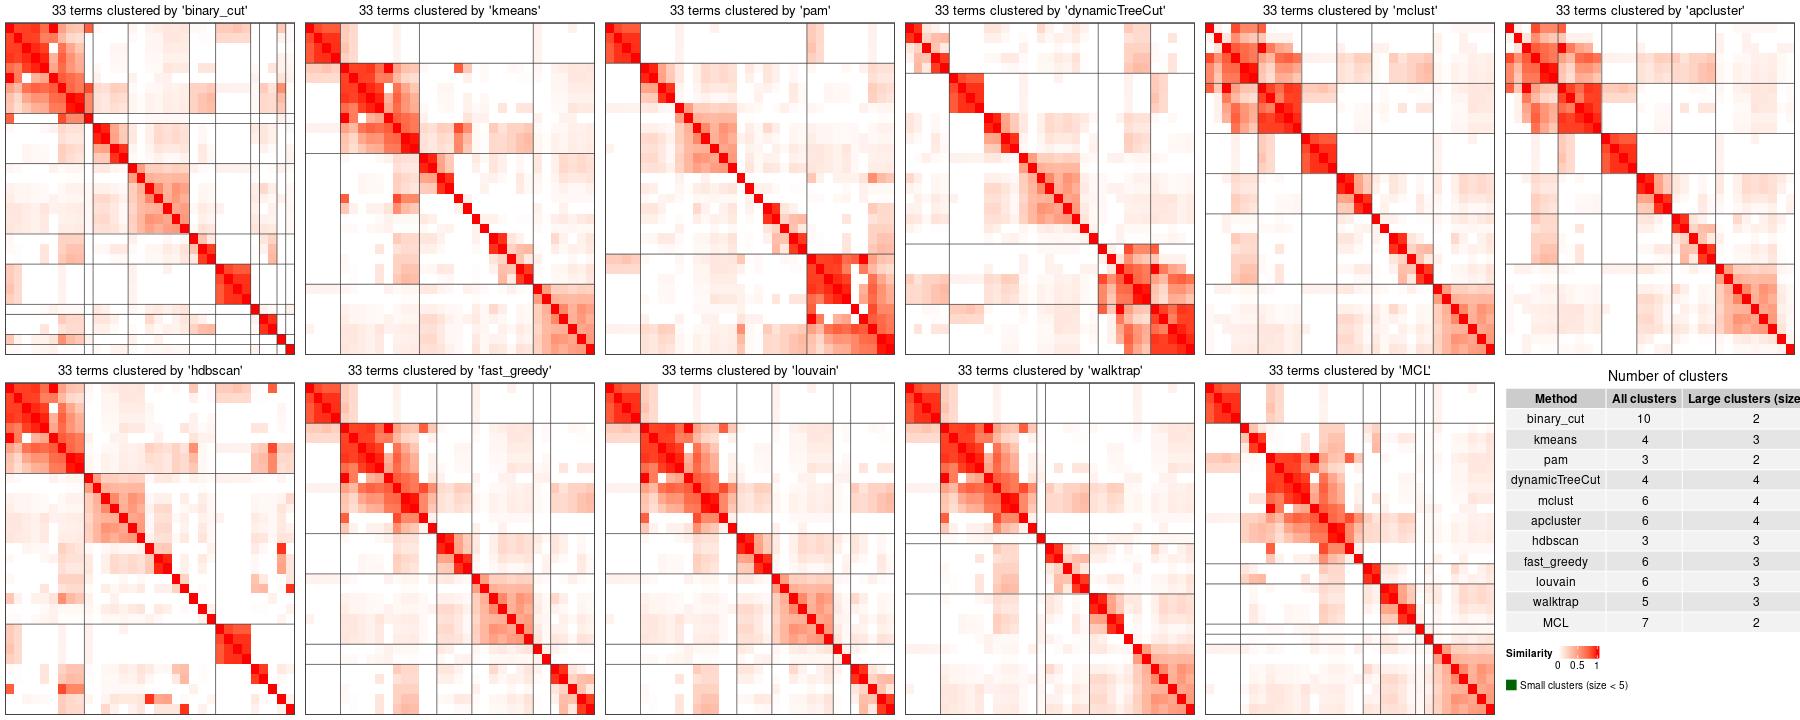 33 terms clustered by 'binary_cut'
33 terms clustered by 'kmeans'
33 terms clustered by 'pam'
33 terms clustered by 'dynamicTreeCut'
33 terms clustered by 'mclust'
33 terms clustered by 'apcluster'
33 terms clustered by 'hdbscan'
33 terms clustered by 'fast_greedy'
33 terms clustered by 'louvain'
33 terms clustered by 'walktrap'
33 terms clustered by 'MCL'
Number of clusters
Method All clusters Large clusters (size
binary_cut 10 2
kmeans 4 3
pam 3 2
dynamicTreeCut 4 4
mclust 6 4
apcluster 6 4
hdbscan 3 3
fast_greedy 6 3
louvain 6 3
walktrap 5 3
MCL 7 2
Similarity
0 0.5 1
Small clusters (size < 5)